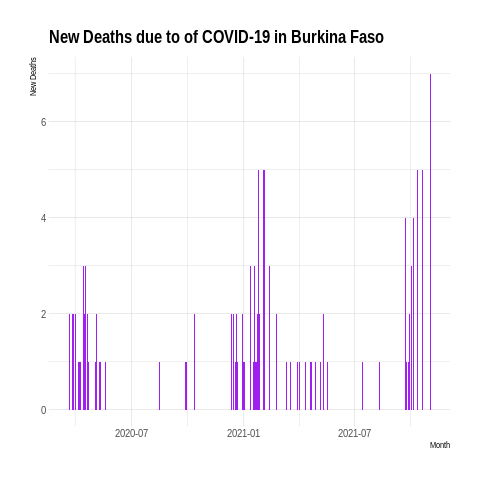 New Deaths due to of COVID-19 in Burkina Faso
New Deaths
6
4
2
0
2020-07
2021-01
2021-07
Month